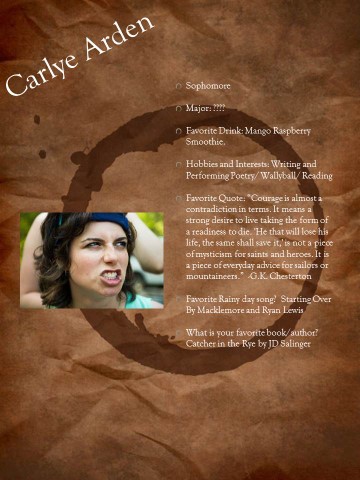 Carlye Arden
Sophomore
Major: ????
Favorite Drink: Mango Raspberry
Smoothie,
Hobbies and Interests: Writing and
Performing Poetry/ Wallyball/ Reading
Favorite Quote: "Courage is almost a
contradiction in terms. It means a
strong desire to live taking the form of
a readiness to die. 'He that will lose his
life, the same shall save it,' is not a piece
of mysticism for saints and heroes. It is
a piece of everyday advice for sailors or
mountaineers." -G.K. Chesterton
Favorite Rainy day song? Starting Over
By Macklemore and Ryan Lewis
What is your favorite book/author?
Catcher in the Rye by JD Salinger